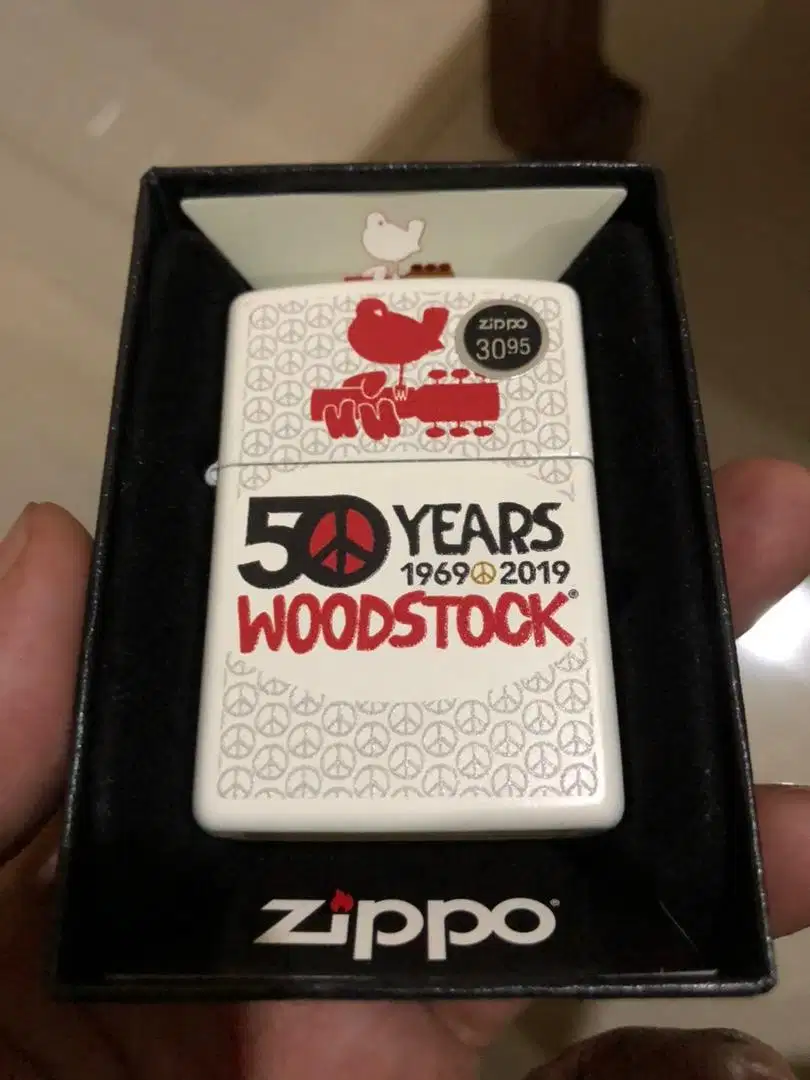 zippo
30 95
50 YEARS
1969 2019
WOODSTOCK®
zippo®